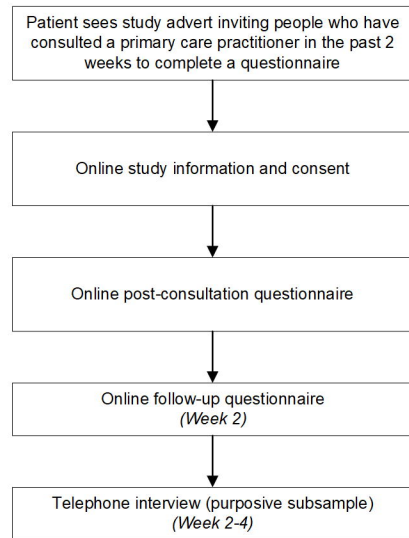 Patient sees study advert inviting people who have
consulted a primary care practitioner in the past 2
weeks to complete a questionnaire
Online study information and consent
Online post-consultation questionnaire
Online follow-up questionnaire
(Week 2)
Telephone interview (purposive subsample)
(Week 2-4)